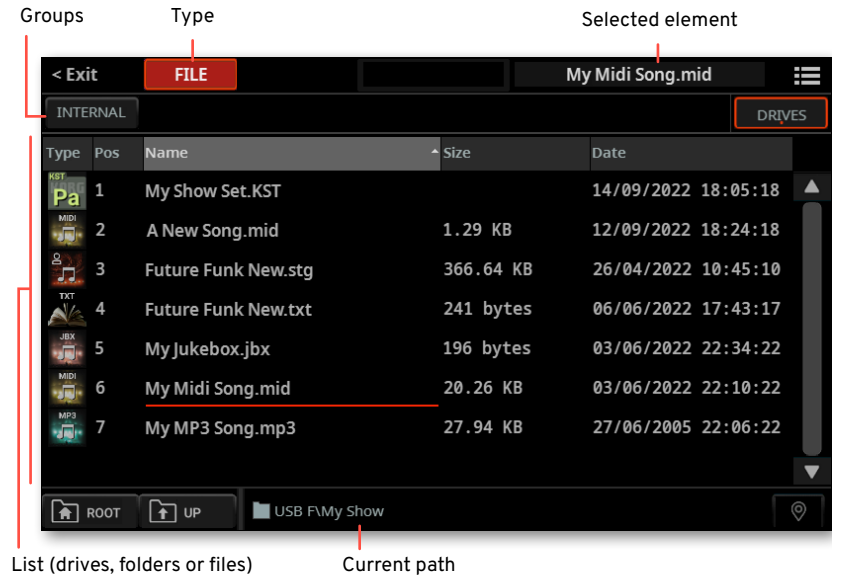 Groups Type Selected element
< Exit FILE My Midi Song.mid
INTERNAL DRIVES
Type Pos Name Size Date
KST KORG Pa 1 My Show Set.KST 14/09/2022 18:05:18
MIDI 2 A New Song.mid 1.29 KB 12/09/2022 18:24:18
3 Future Funk New.stg 366.64 KB 26/04/2022 10:45:10
TXT 4 Future Funk New.txt 241 bytes 06/06/2022 17:43:17
JBX 5 My Jukebox.jbx 196 bytes 03/06/2022 22:34:22
MIDI 6 My Midi Song.mid 20.26 KB 03/06/2022 22:10:22
MP3 7 My MP3 Song.mp3 27.94 KB 27/06/2005 22:06:22
ROOT UP USB F\My Show
List (drives, folders or files) Current path